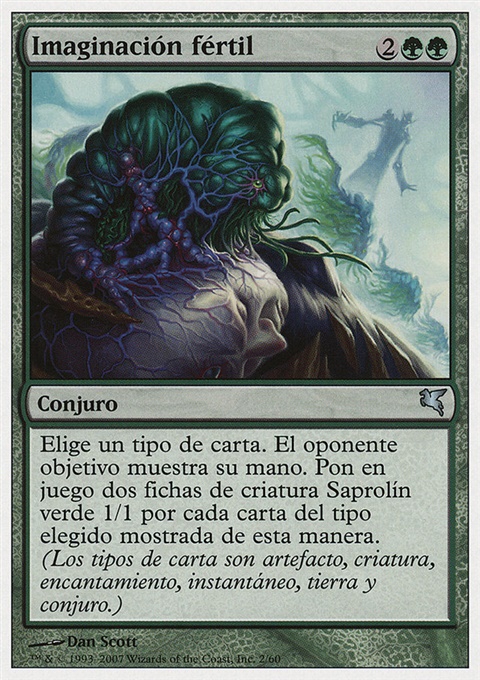 Imaginación fértil 2
Conjuro
Elige un tipo de carta. El oponente
objetivo muestra su mano. Pon en
juego dos fichas de criatura Saprolín
verde 1/1 por cada carta del tipo
elegido mostrada de esta manera.
(Los tipos de carta son artefacto, criatura,
encantamiento, instantáneo, tierra y
conjuro.)
Dan Scott
™ & © 1993-2007 Wizards of the Coast, Inc. 2/60